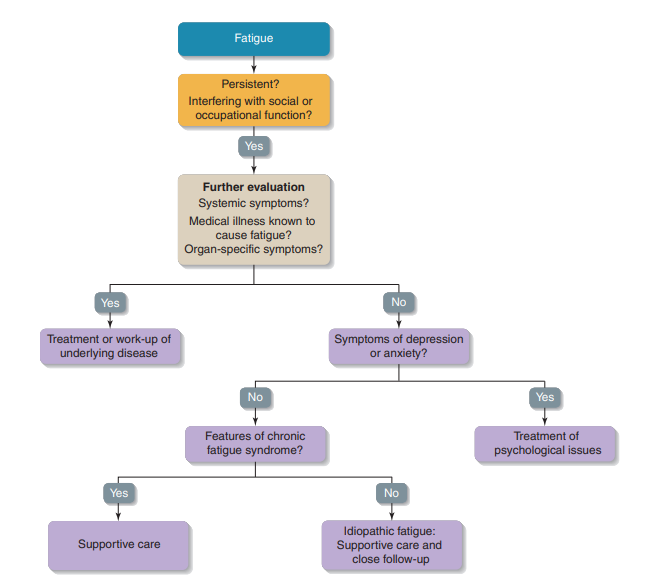 Fatigue
Persistent?
Interfering with social or
occupational function?
Yes
Further evaluation
Systemic symptoms?
Medical illness known to
cause fatigue?
Organ-specific symptoms?
Yes
No
Treatment or work-up of
underlying disease
Symptoms of depression
or anxiety?
No
Yes
Features of chronic
fatigue syndrome?
Treatment of
psychological issues
Yes
No
Supportive care
Idiopathic fatigue:
Supportive care and
close follow-up